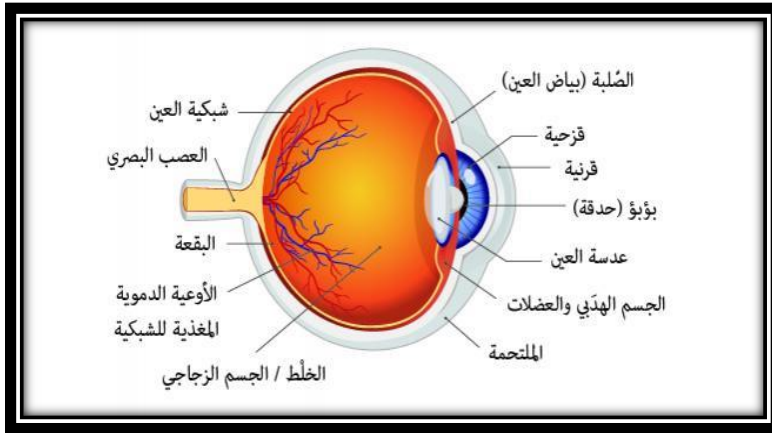 الصُلبة (بياض العين)
قزحية
قرنية
بؤبؤ (حدقة)
عدسة العين
الجسم الهدَبي والعضلات
الملتحمة
شبكية العين
العصب البصري
البقعة
الأوعية الدموية
المغذية للشبكية
الخلْط / الجسم الزجاجي